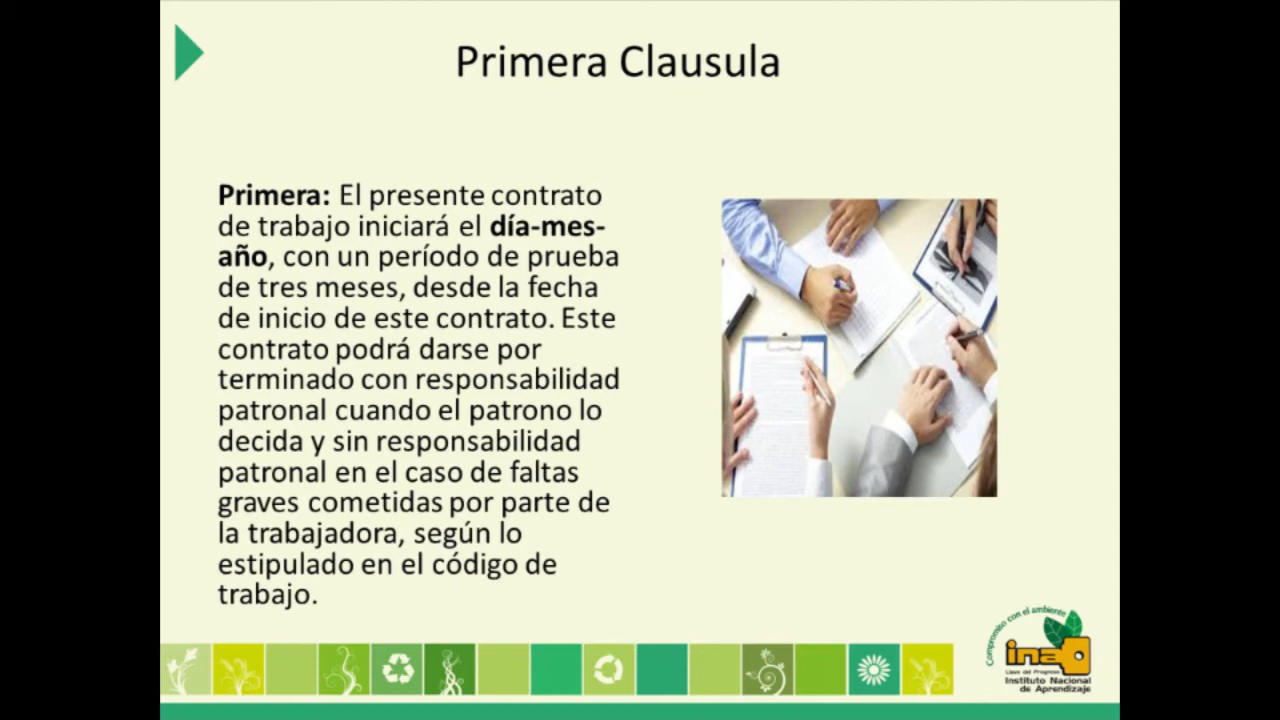 Primera Clausula
Primera: El presente contrato
de trabajo iniciará el día-mes-
año, con un período de prueba
de tres meses, desde la fecha
de inicio de este contrato. Este
contrato podrá darse por
terminado con responsabilidad
patronal cuando el patrono lo
decida y sin responsabilidad
patronal en el caso de faltas
graves cometidas por parte de
la trabajadora, según lo
estipulado en el código de
trabajo.
Compromiso con el ambiente
ina
Llave del Progreso
Instituto Nacional
de Aprendizaje